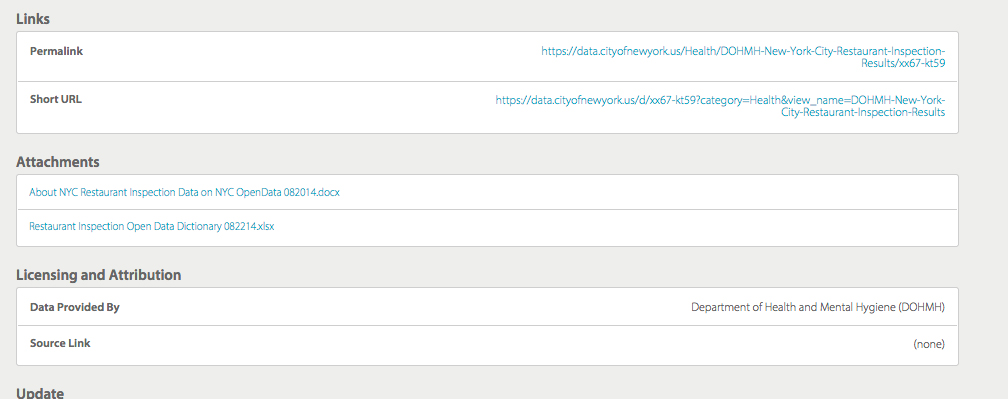 Links
Permalink
https://data.cityofnewyork.us/Health/DOHMH-New-York-City-Restaurant-Inspection-
Results/xx67-kt59
Short URL
https://data.cityofnewyork.us/d/xx67-kt59?category=Health&view_name=DOHMH-New-York-
City-Restaurant-Inspection-Results
Attachments
About NYC Restaurant Inspection Data on NYC OpenData 082014.docx
Restaurant Inspection Open Data Dictionary 082214.xlsx
Licensing and Attribution
Data Provided By
Department of Health and Mental Hygiene (DOHMH)
Source Link
(none)
Update